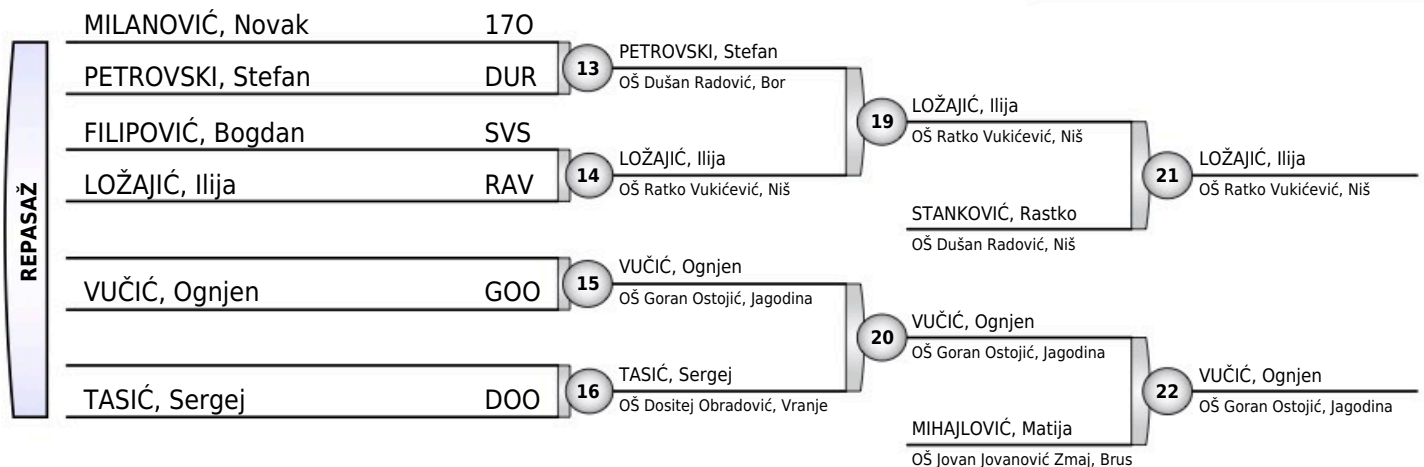 MILANOVIĆ, Novak 17O
PETROVSKI, Stefan DUR
FILIPOVIĆ, Bogdan SVS
LOŽAJIĆ, Ilija RAV
VUČIĆ, Ognjen GOO
TASIĆ, Sergej DOO
REPASAŽ
13
PETROVSKI, Stefan
OŠ Dušan Radović, Bor
14
LOŽAJIĆ, Ilija
OŠ Ratko Vukićević, Niš
15
VUČIĆ, Ognjen
OŠ Goran Ostojić, Jagodina
16
TASIĆ, Sergej
OŠ Dositej Obradović, Vranje
19
LOŽAJIĆ, Ilija
OŠ Ratko Vukićević, Niš
STANKOVIĆ, Rastko
OŠ Dušan Radović, Niš
20
VUČIĆ, Ognjen
OŠ Goran Ostojić, Jagodina
MIHAJLOVIĆ, Matija
OŠ Jovan Jovanović Zmaj, Brus
21
LOŽAJIĆ, Ilija
OŠ Ratko Vukićević, Niš
22
VUČIĆ, Ognjen
OŠ Goran Ostojić, Jagodina